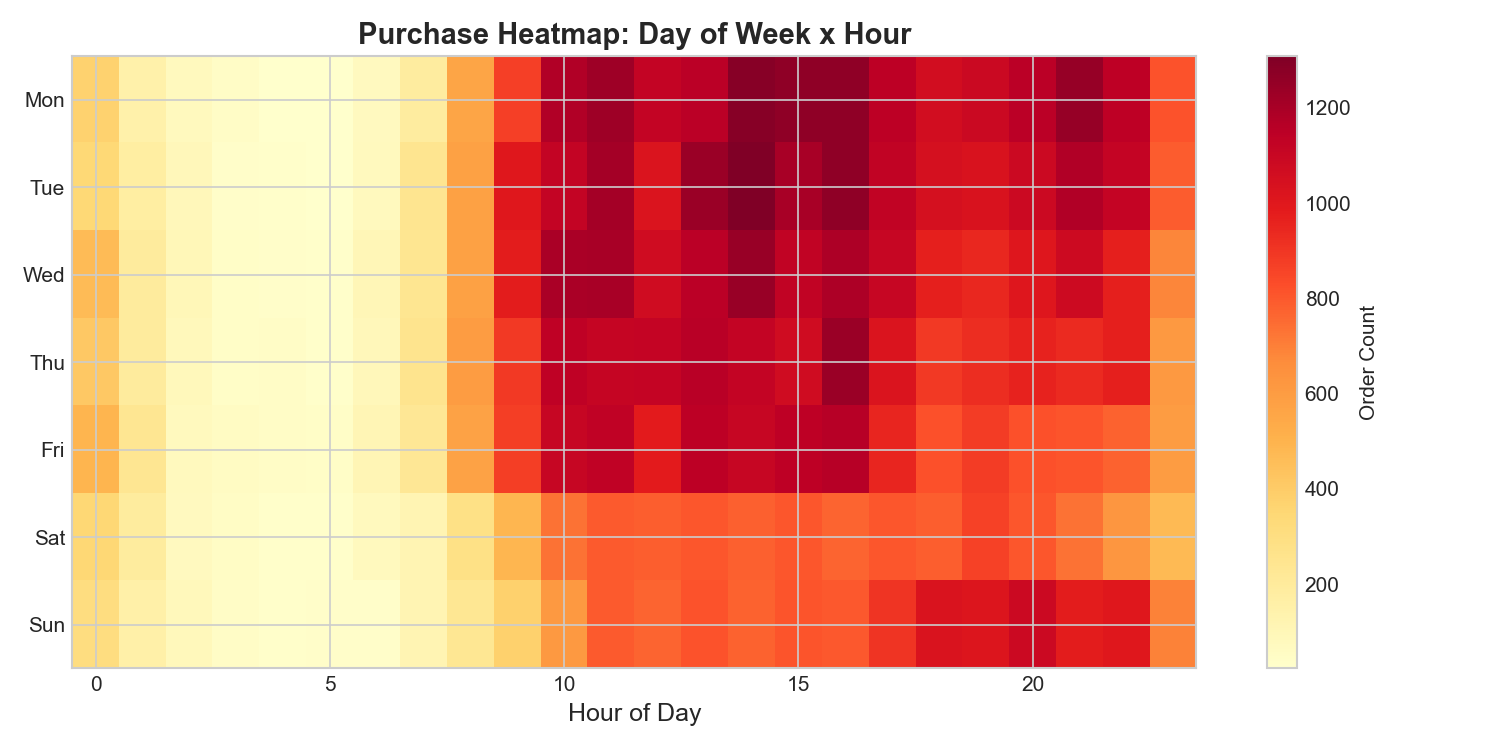 Purchase Heatmap: Day of Week x Hour
Mon
Tue
Wed
Thu
Fri
Sat
Sun
0 5 10 15 20
Hour of Day
1200
1000
800
600
400
200
Order Count